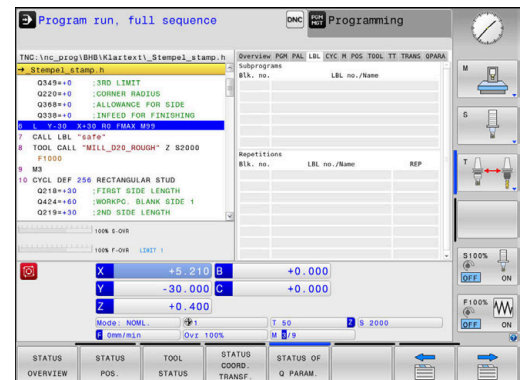 Program run, full sequence
DNC
PGM MGT
Programming
TNC:\nc_prog\BHB\Klartext\_Stempel_stamp.h
→_Stempel_stamp.h
Q349=+0 ;3RD LIMIT
Q220=+0 ;CORNER RADIUS
Q368=+0 ;ALLOWANCE FOR SIDE
Q338=+0 ;INFEED FOR FINISHING
6 L Y-30 X+30 R0 FMAX M99
7 CALL LBL "safe"
8 TOOL CALL "MILL_D20_ROUGH" Z S2000
F1000
9 M3
10 CYCL DEF 256 RECTANGULAR STUD
Q218=+30 ;FIRST SIDE LENGTH
Q424=+60 ;WORKPC. BLANK SIDE 1
Q219=+30 ;2ND SIDE LENGTH
Overview PGM PAL LBL CYC M POS TOOL TT TRANS QPARA
Subprograms
Blk. no. LBL no./Name
Repetitions
Blk. no. LBL no./Name REP
100% S-OVR
100% F-OVR LIMIT 1
X +5.210 B +0.000
Y -30.000 C +0.000
Z +0.400
Mode: NOML. 1 T 50 Z S 2000
F 0mm/min Ovr 100% M 5/9
M
S
T
S100%
OFF ON
F100%
OFF ON
STATUS OVERVIEW
STATUS POS.
TOOL STATUS
STATUS COORD. TRANSF.
STATUS OF Q PARAM.